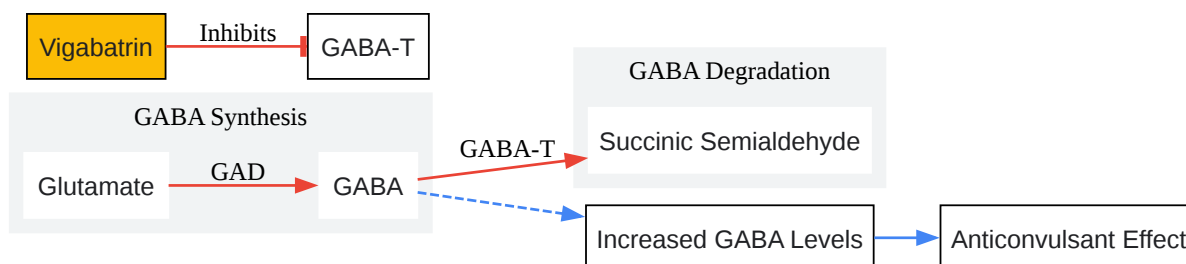 Vigabatrin
Inhibits
GABA-T
GABA Synthesis
Glutamate
GAD
GABA
GABA-T
GABA Degradation
Succinic Semialdehyde
Increased GABA Levels
Anticonvulsant Effect